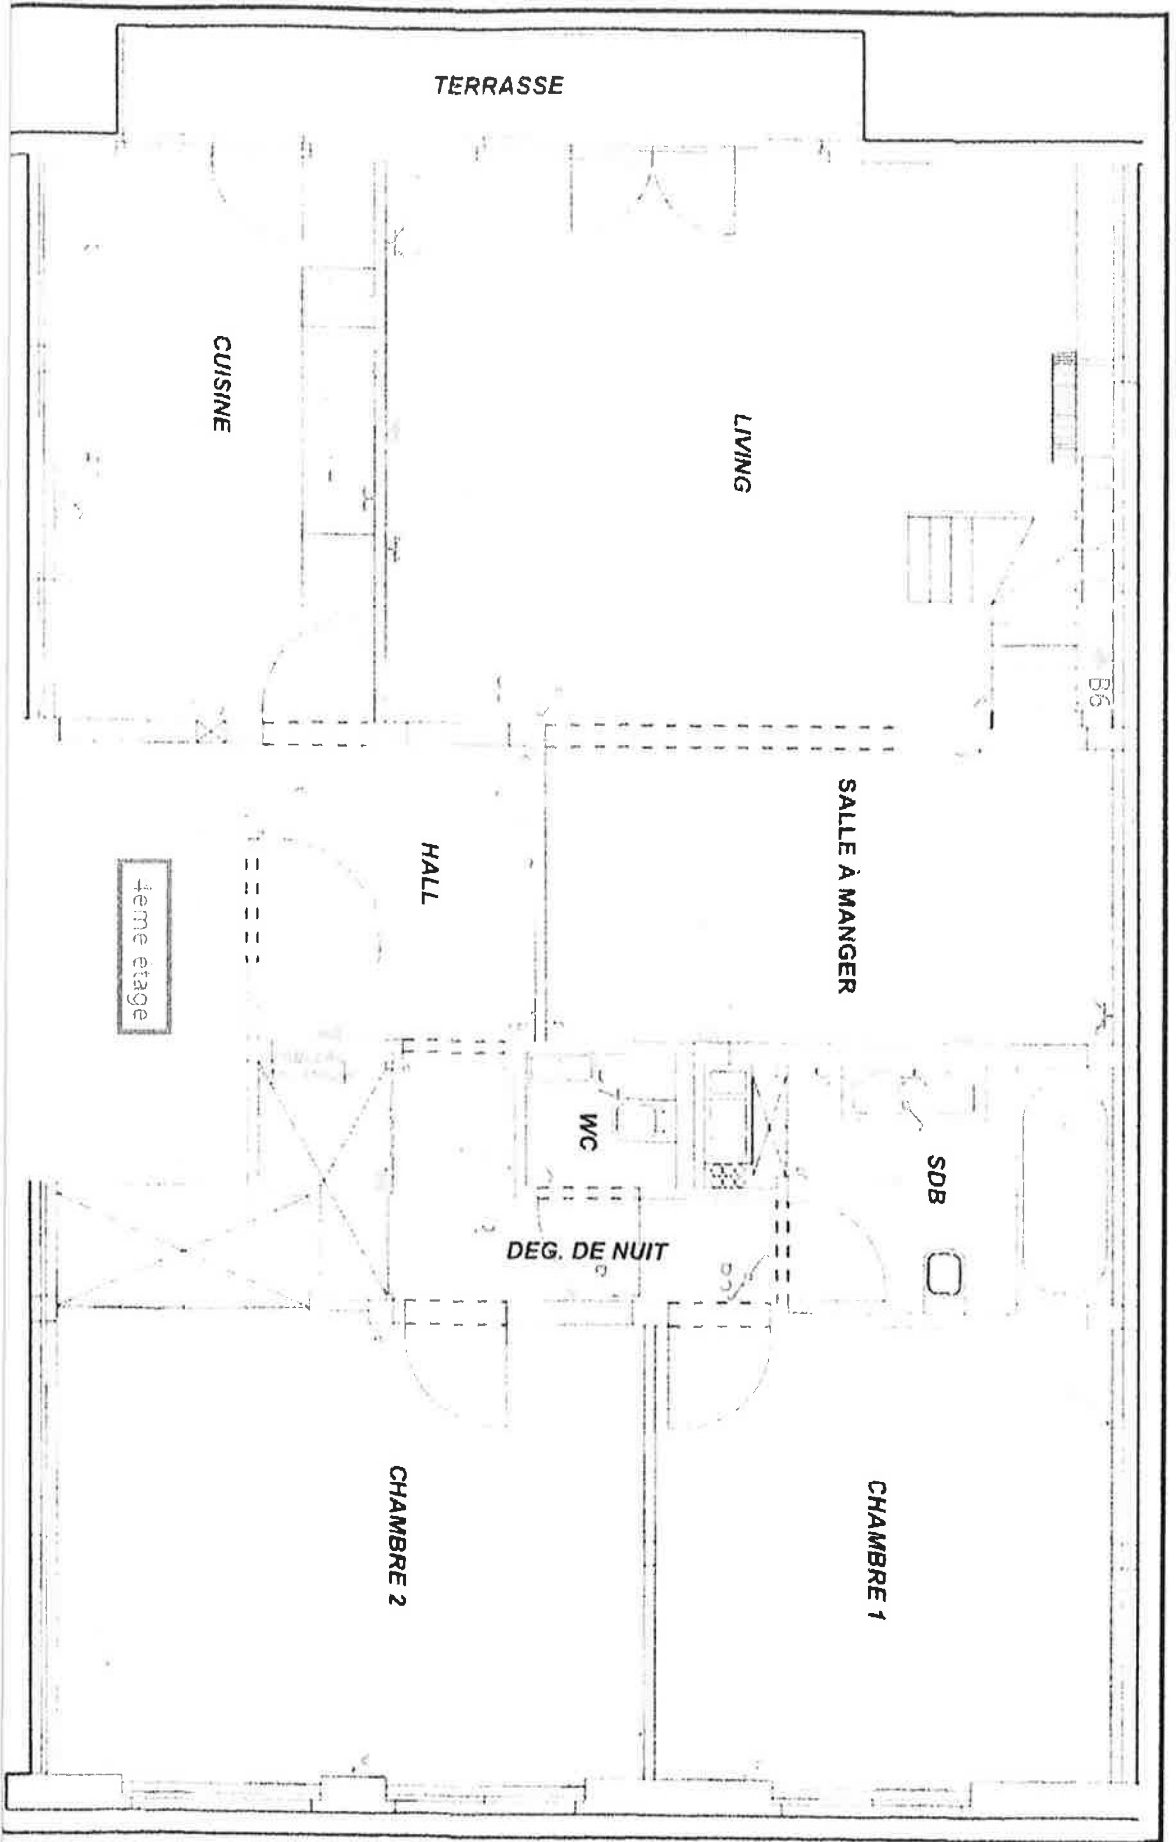 TERRASSE
CUISINE
LIVING
B6
SALLE À MANGER
HALL
4eme etage
WC
SDB
DEG. DE NUIT
CHAMBRE 2
CHAMBRE 1